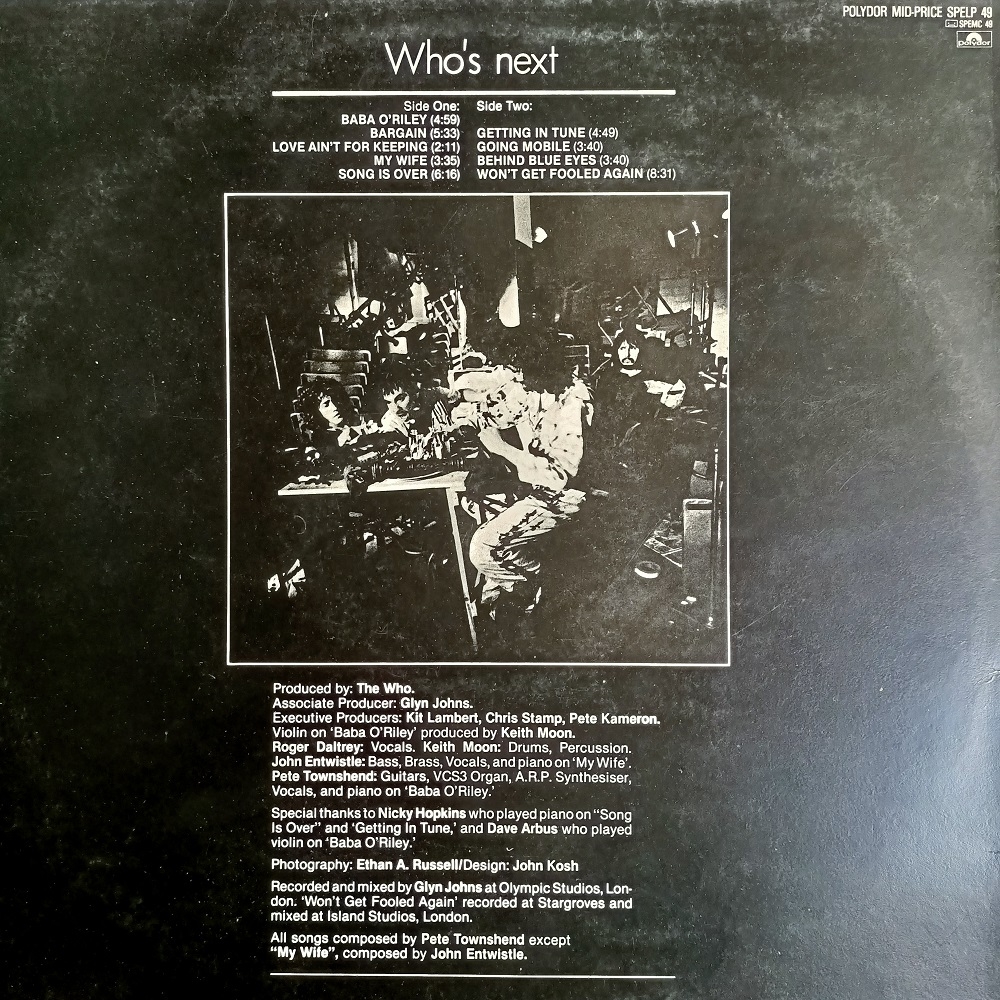 POLYDOR MID-PRICE SPELP 49
SPEMC 49
polydor
Who's next
Side One:
BABA O'RILEY (4:59)
BARGAIN (5:33)
LOVE AIN'T FOR KEEPING (2:11)
MY WIFE (3:35)
SONG IS OVER (6:16)
Side Two:
GETTING IN TUNE (4:49)
GOING MOBILE (3:40)
BEHIND BLUE EYES (3:40)
WON'T GET FOOLED AGAIN (8:31)
Produced by: The Who.
Associate Producer: Glyn Johns.
Executive Producers: Kit Lambert, Chris Stamp, Pete Kameron.
Violin on ‘Baba O'Riley’ produced by Keith Moon.
Roger Daltrey: Vocals. Keith Moon: Drums, Percussion.
John Entwistle: Bass, Brass, Vocals, and piano on ‘My Wife’.
Pete Townshend: Guitars, VCS3 Organ, A.R.P. Synthesiser,
Vocals, and piano on ‘Baba O'Riley.’
Special thanks to Nicky Hopkins who played piano on “Song
Is Over” and ‘Getting In Tune,’ and Dave Arbus who played
violin on ‘Baba O'Riley.’
Photography: Ethan A. Russell/Design: John Kosh
Recorded and mixed by Glyn Johns at Olympic Studios, Lon-
don. ‘Won't Get Fooled Again’ recorded at Stargroves and
mixed at Island Studios, London.
All songs composed by Pete Townshend except
“My Wife”, composed by John Entwistle.